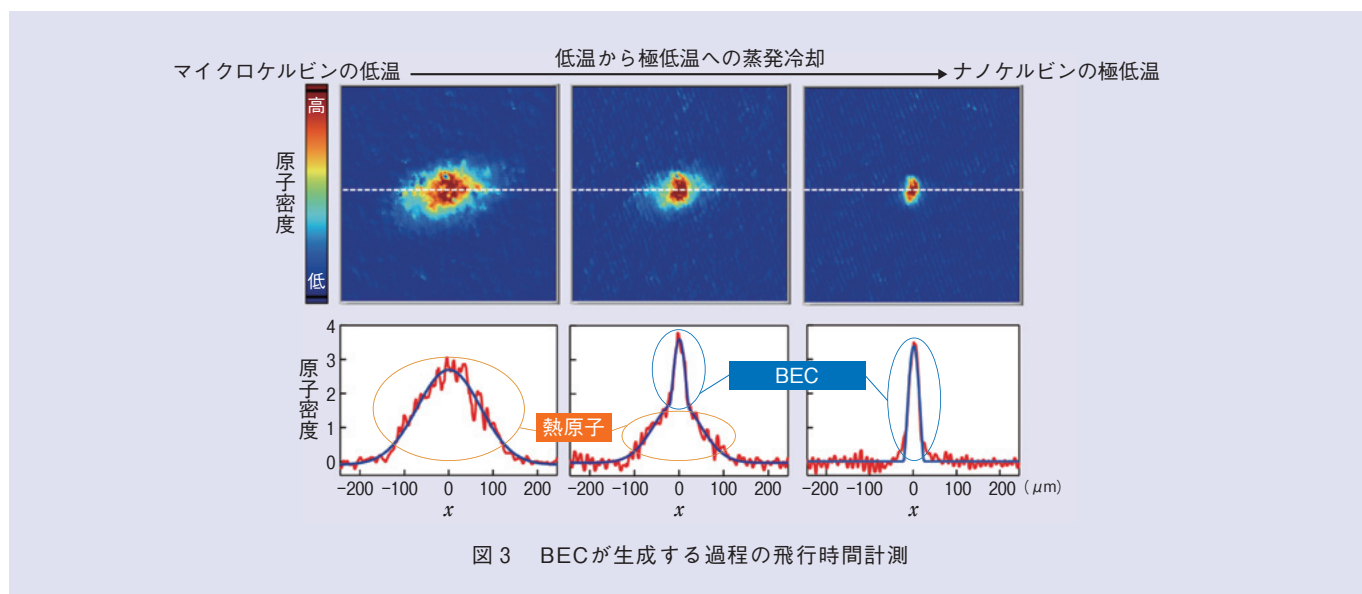 低温から極低温への蒸発冷却
マイクロケルビンの低温
ナノケルビンの極低温
高
原子密度
低
4
3
2
1
0
原子密度
BEC
熱原子
−200 −100 0 100 200
x
−200 −100 0 100 200
x
−200 −100 0 100 200 (μm)
x
図3 BECが生成する過程の飛行時間計測